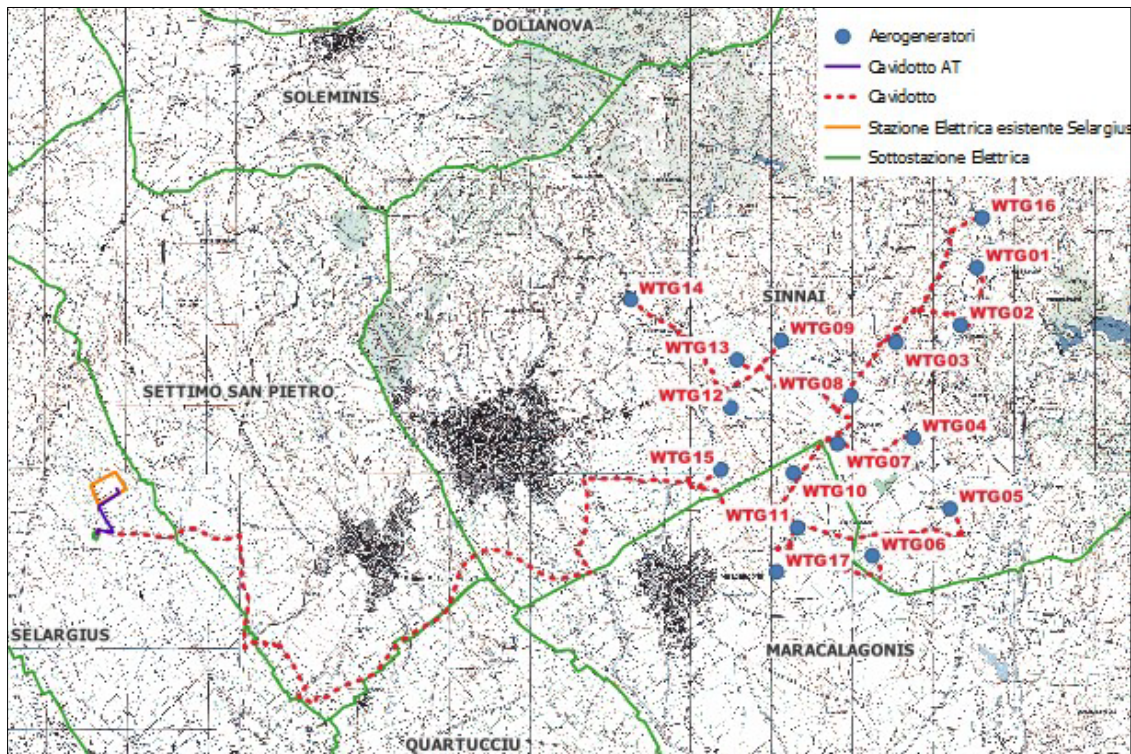 DOLIANOVA
Aerogeneratori
Cavidotto AT
Cavidotto
Stazione Elettrica esistente Selargius
Sottostazione Elettrica
SOLEMINIS
WTG16
WTG01
WTG14
SINNAI
WTG02
WTG09
WTG13
WTG03
WTG08
SETTIMO SAN PIETRO
WTG12
WTG04
WTG15
WTG07
WTG10
WTG05
WTG11
WTG06
WTG17
SELARGIUS
MARACALAGONIS
QUARTUCCIU